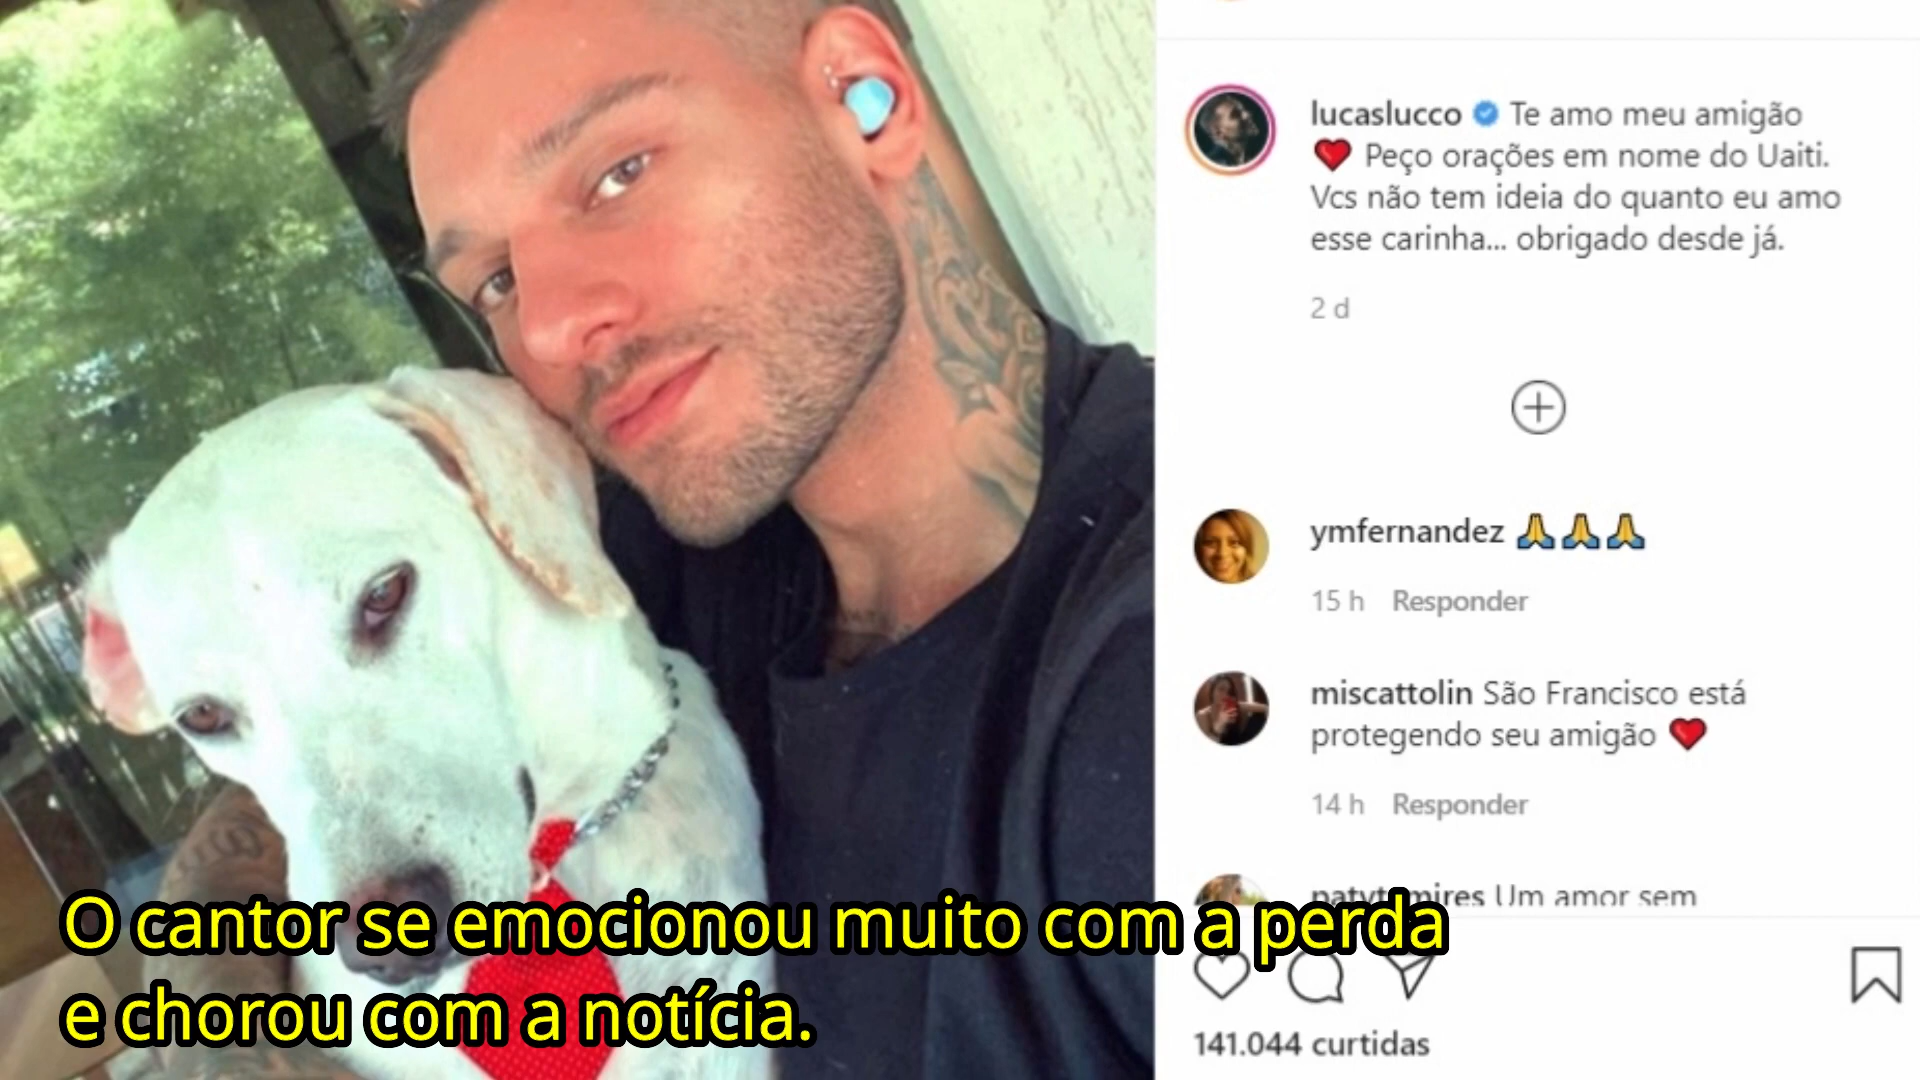 lucaslucco Te amo meu amigão
❤️ Peço orações em nome do Uaiti.
Vcs não tem ideia do quanto eu amo
esse carinha... obrigado desde já.
2 d
ymfernandez 🙏🙏🙏
15 h Responder
miscattolin São Francisco está
protegendo seu amigão ❤️
14 h Responder
Um amor sem
O cantor se emocionou muito com a perda
e chorou com a notícia.
141.044 curtidas